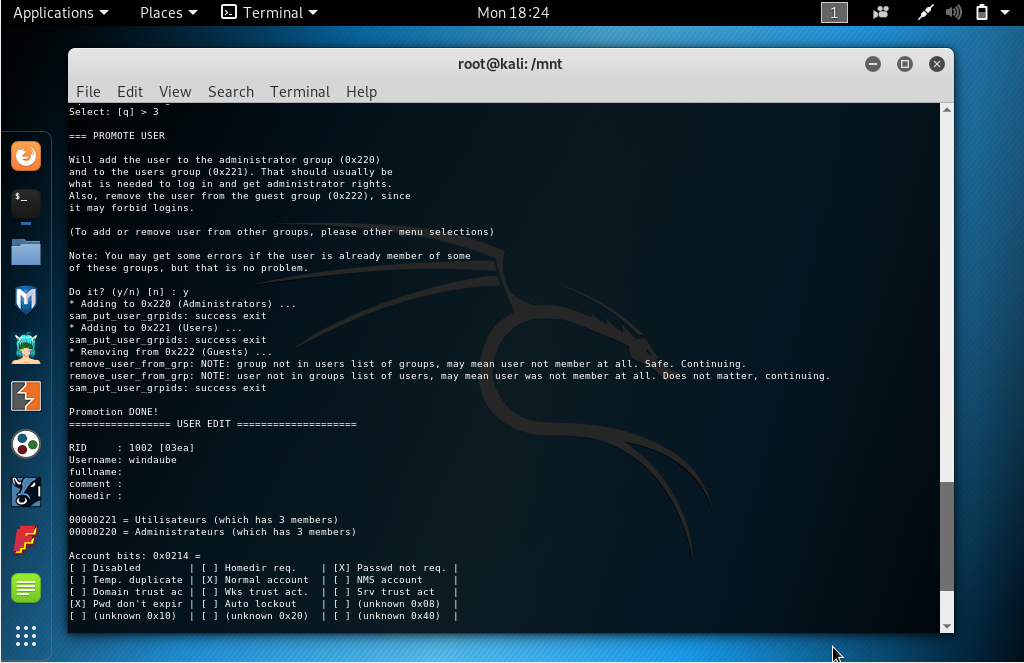 Applications Places Terminal Mon 18:24 1
root@kali: /mnt
File Edit View Search Terminal Help
Select: [q] > 3
=== PROMOTE USER
Will add the user to the administrator group (0x220)
and to the users group (0x221). That should usually be
what is needed to log in and get administrator rights.
Also, remove the user from the guest group (0x222), since
it may forbid logins.
(To add or remove user from other groups, please other menu selections)
Note: You may get some errors if the user is already member of some
of these groups, but that is no problem.
Do it? (y/n) [n] : y
* Adding to 0x220 (Administrators) ...
sam_put_user_grpids: success exit
* Adding to 0x221 (Users) ...
sam_put_user_grpids: success exit
* Removing from 0x222 (Guests) ...
remove_user_from_grp: NOTE: group not in users list of groups, may mean user not member at all. Safe. Continuing.
remove_user_from_grp: NOTE: user not in groups list of users, may mean user was not member at all. Does not matter, continuing.
sam_put_user_grpids: success exit
Promotion DONE!
================= USER EDIT ====================
RID     : 1002 [03ea]
Username: windaube
fullname:
comment :
homedir :
00000221 = Utilisateurs (which has 3 members)
00000220 = Administrateurs (which has 3 members)
Account bits: 0x0214 =
[ ] Disabled        | [ ] Homedir req.    | [X] Passwd not req. |
[ ] Temp. duplicate | [X] Normal account  | [ ] NMS account     |
[ ] Domain trust ac | [ ] Wks trust act.  | [ ] Srv trust act   |
[X] Pwd don't expir | [ ] Auto lockout    | [ ] (unknown 0x08)  |
[ ] (unknown 0x10)  | [ ] (unknown 0x20)  | [ ] (unknown 0x40)  |